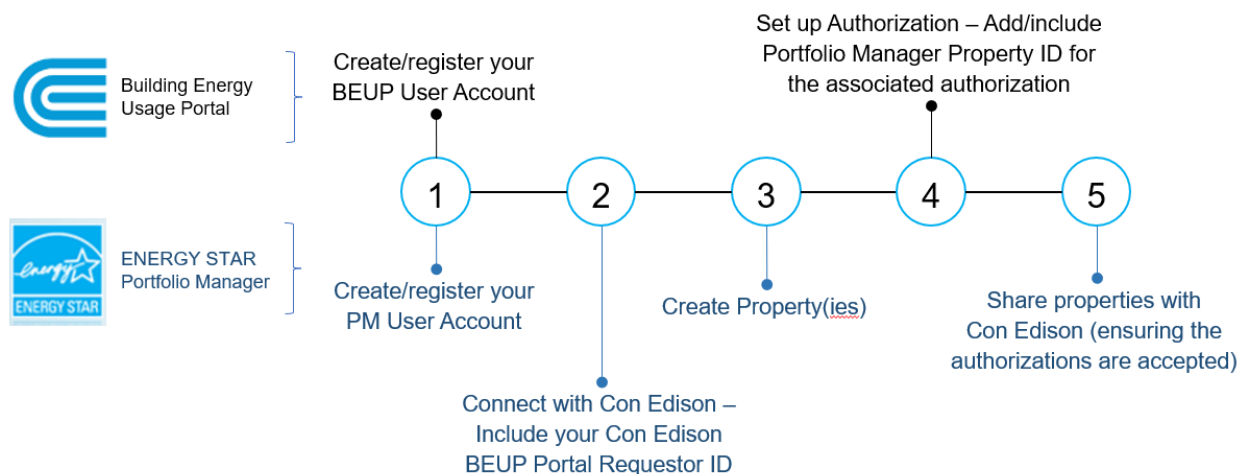 Building Energy
Usage Portal
Create/register your
BEUP User Account
Set up Authorization – Add/include
Portfolio Manager Property ID for
the associated authorization
1
2
3
4
5
energy
ENERGY STAR
ENERGY STAR
Portfolio Manager
Create/register your
PM User Account
Connect with Con Edison –
Include your Con Edison
BEUP Portal Requestor ID
Create Property(ies)
Share properties with
Con Edison (ensuring the
authorizations are accepted)